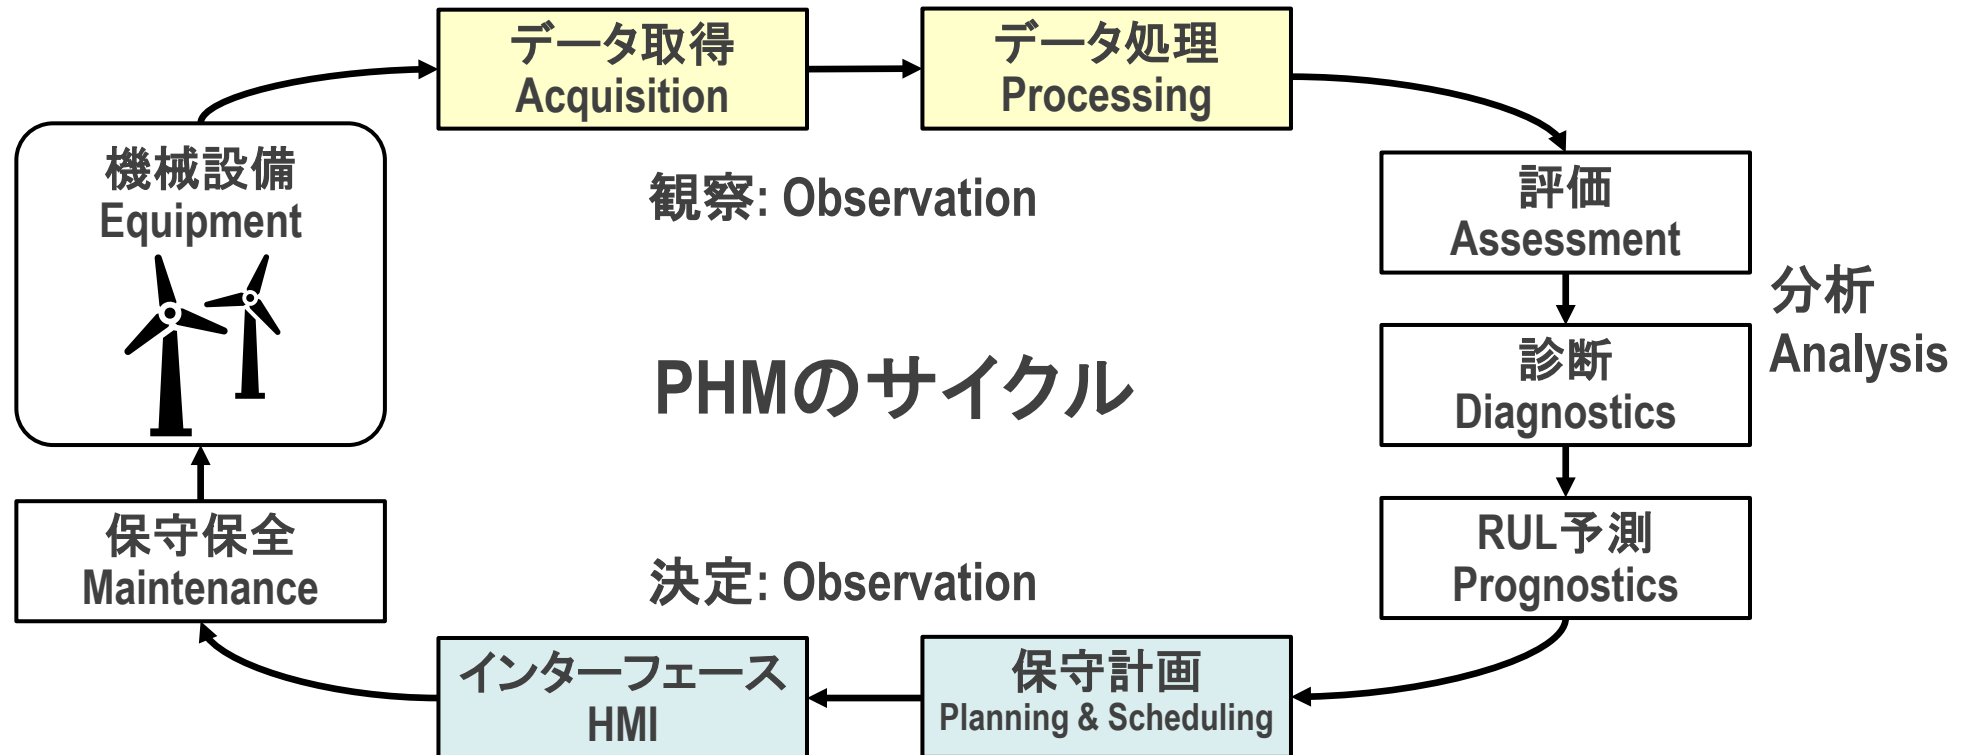 データ取得
Acquisition
データ処理
Processing
機械設備
Equipment
観察: Observation
評価
Assessment
分析
Analysis
診断
Diagnostics
PHMのサイクル
RUL予測
Prognostics
保守保全
Maintenance
決定: Observation
インターフェース
HMI
保守計画
Planning & Scheduling